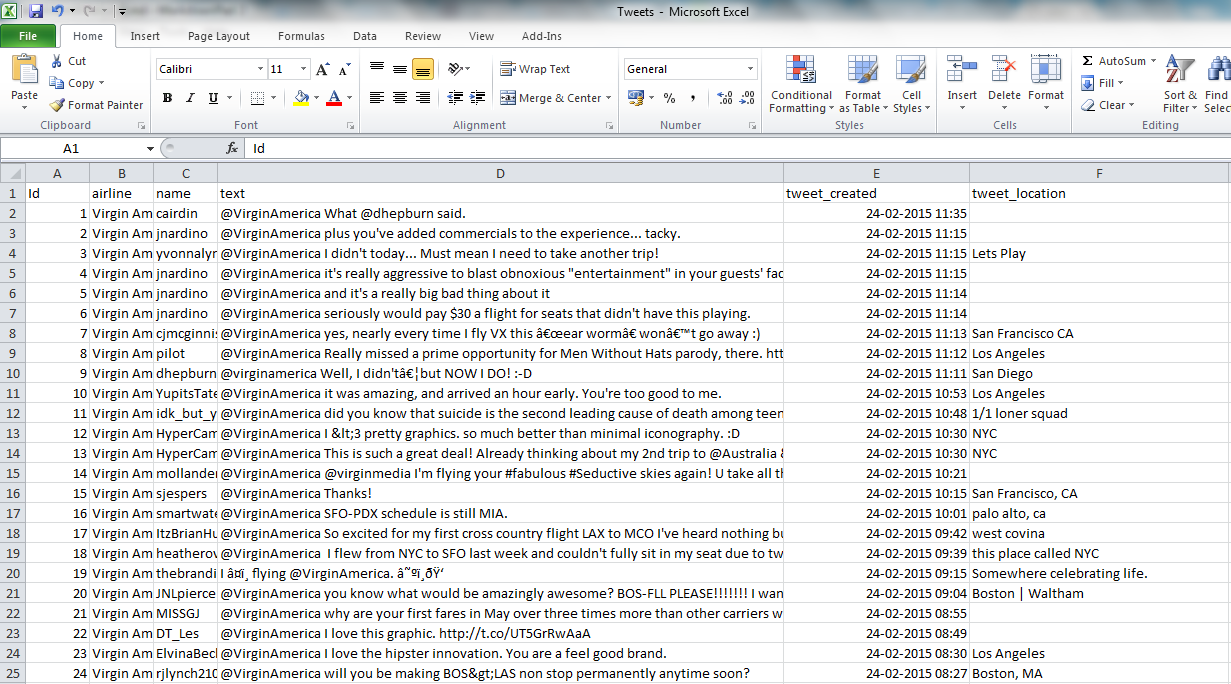 Tweets - Microsoft Excel
File Home Insert Page Layout Formulas Data Review View Add-Ins
Paste
Cut
Copy
Format Painter
Clipboard
Calibri 11 A A
B I U A
Font
Wrap Text
Merge & Center
Alignment
General
% ,
Number
Conditional Formatting
Format as Table
Cell Styles
Styles
Insert Delete Format
Cells
Σ AutoSum
Fill
Clear
Sort & Filter
Find
Selec
Editing
A1 fx Id
A B C D E F
1 Id airline name text tweet_created tweet_location
2 1 Virgin Am cairdin @VirginAmerica What @dhepburn said. 24-02-2015 11:35
3 2 Virgin Am jnardino @VirginAmerica plus you've added commercials to the experience... tacky. 24-02-2015 11:15
4 3 Virgin Am yvonnalyn @VirginAmerica I didn't today... Must mean I need to take another trip! 24-02-2015 11:15 Lets Play
5 4 Virgin Am jnardino @VirginAmerica it's really aggressive to blast obnoxious "entertainment" in your guests' fac 24-02-2015 11:15
6 5 Virgin Am jnardino @VirginAmerica and it's a really big bad thing about it 24-02-2015 11:14
7 6 Virgin Am jnardino @VirginAmerica seriously would pay $30 a flight for seats that didn't have this playing. 24-02-2015 11:14
8 7 Virgin Am cjmcginnis @VirginAmerica yes, nearly every time I fly VX this â€œear wormâ€ wonâ€™t go away :) 24-02-2015 11:13 San Francisco CA
9 8 Virgin Am pilot @VirginAmerica Really missed a prime opportunity for Men Without Hats parody, there. htt 24-02-2015 11:12 Los Angeles
10 9 Virgin Am dhepburn @virginamerica Well, I didn'tâ€¦but NOW I DO! :-D 24-02-2015 11:11 San Diego
11 10 Virgin Am YupitsTate @VirginAmerica it was amazing, and arrived an hour early. You're too good to me. 24-02-2015 10:53 Los Angeles
12 11 Virgin Am idk_but_y @VirginAmerica did you know that suicide is the second leading cause of death among teen 24-02-2015 10:48 1/1 loner squad
13 12 Virgin Am HyperCam @VirginAmerica I &lt;3 pretty graphics. so much better than minimal iconography. :D 24-02-2015 10:30 NYC
14 13 Virgin Am HyperCam @VirginAmerica This is such a great deal! Already thinking about my 2nd trip to @Australia & 24-02-2015 10:30 NYC
15 14 Virgin Am mollander @VirginAmerica @virginmedia I'm flying your #fabulous #Seductive skies again! U take all th 24-02-2015 10:21
16 15 Virgin Am sjespers @VirginAmerica Thanks! 24-02-2015 10:15 San Francisco, CA
17 16 Virgin Am smartwate @VirginAmerica SFO-PDX schedule is still MIA. 24-02-2015 10:01 palo alto, ca
18 17 Virgin Am ItzBrianHu @VirginAmerica So excited for my first cross country flight LAX to MCO I've heard nothing bu 24-02-2015 09:42 west covina
19 18 Virgin Am heatherov @VirginAmerica I flew from NYC to SFO last week and couldn't fully sit in my seat due to tw 24-02-2015 09:39 this place called NYC
20 19 Virgin Am thebrandi I â¤ï¸ flying @VirginAmerica. â˜ºï¸ðŸ‘ 24-02-2015 09:15 Somewhere celebrating life.
21 20 Virgin Am JNLpierce @VirginAmerica you know what would be amazingly awesome? BOS-FLL PLEASE!!!!!!! I wan 24-02-2015 09:04 Boston | Waltham
22 21 Virgin Am MISSGJ @VirginAmerica why are your first fares in May over three times more than other carriers w 24-02-2015 08:55
23 22 Virgin Am DT_Les @VirginAmerica I love this graphic. http://t.co/UT5GrRwAaA 24-02-2015 08:49
24 23 Virgin Am ElvinaBeck @VirginAmerica I love the hipster innovation. You are a feel good brand. 24-02-2015 08:30 Los Angeles
25 24 Virgin Am rjlynch210 @VirginAmerica will you be making BOS&gt;LAS non stop permanently anytime soon? 24-02-2015 08:27 Boston, MA